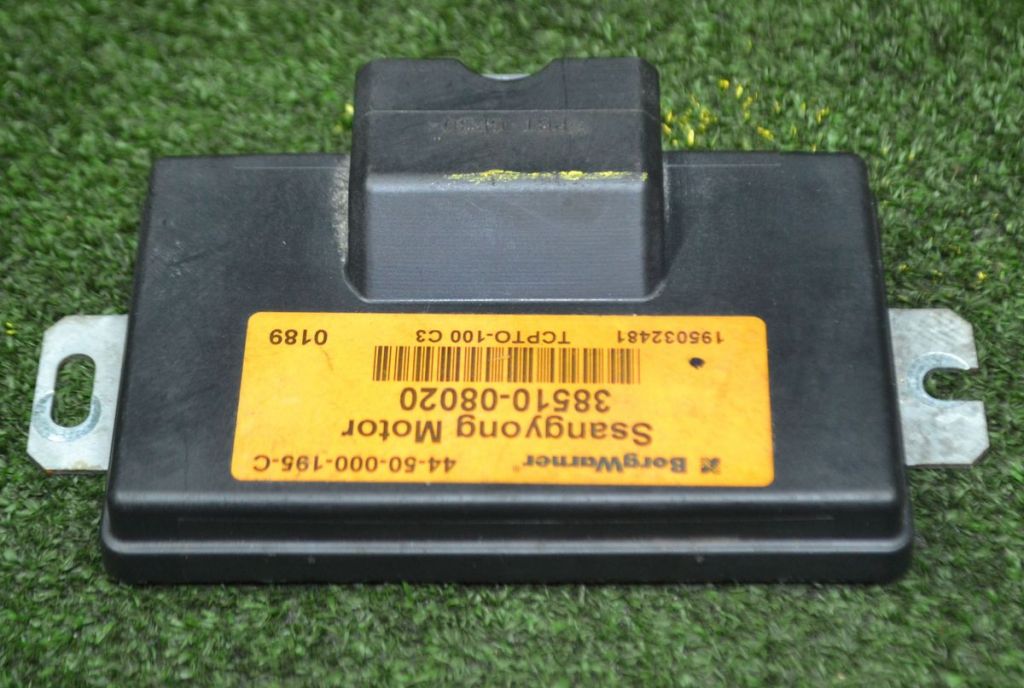 BorgWarner® 44-50-000-195-C
Ssangyong Motor
38510-08020
195032481 TCPTO-100 C3 0189